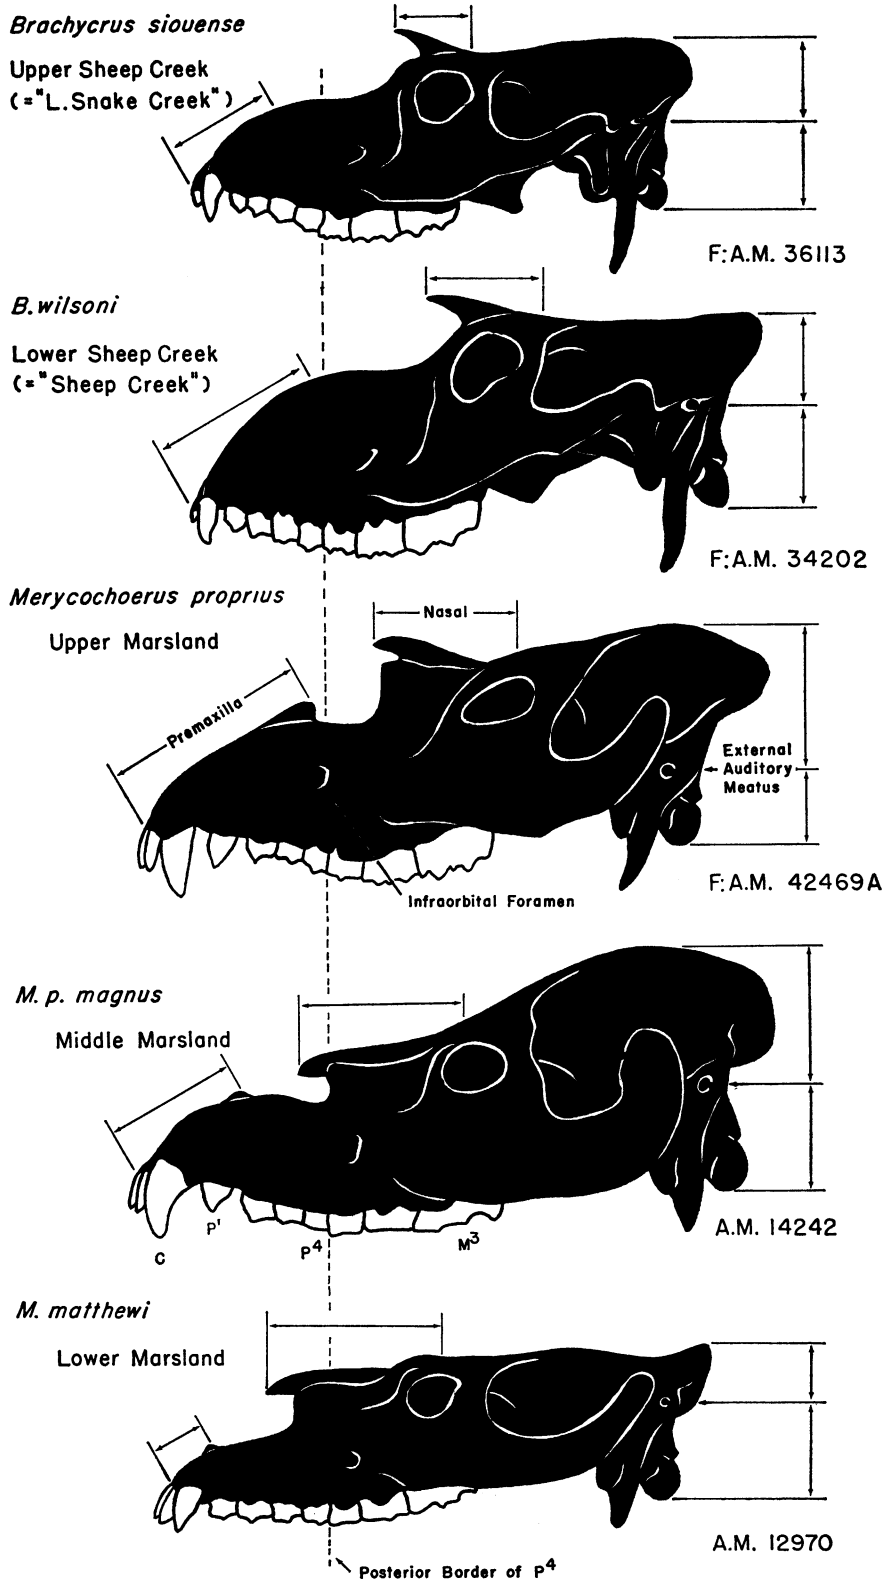 Brachycrus siouense
Upper Sheep Creek
(="L.Snake Creek")
F:A.M. 36113
B.wilsoni
Lower Sheep Creek
(="Sheep Creek")
F:A.M. 34202
Merycochoerus proprius
Upper Marsland
Nasal
Premaxilla
External
Auditory
Meatus
Infraorbital Foramen
F:A.M. 42469A
M. p. magnus
Middle Marsland
C
P¹
P⁴
M³
A.M. 14242
M. matthewi
Lower Marsland
A.M. 12970
Posterior Border of P⁴